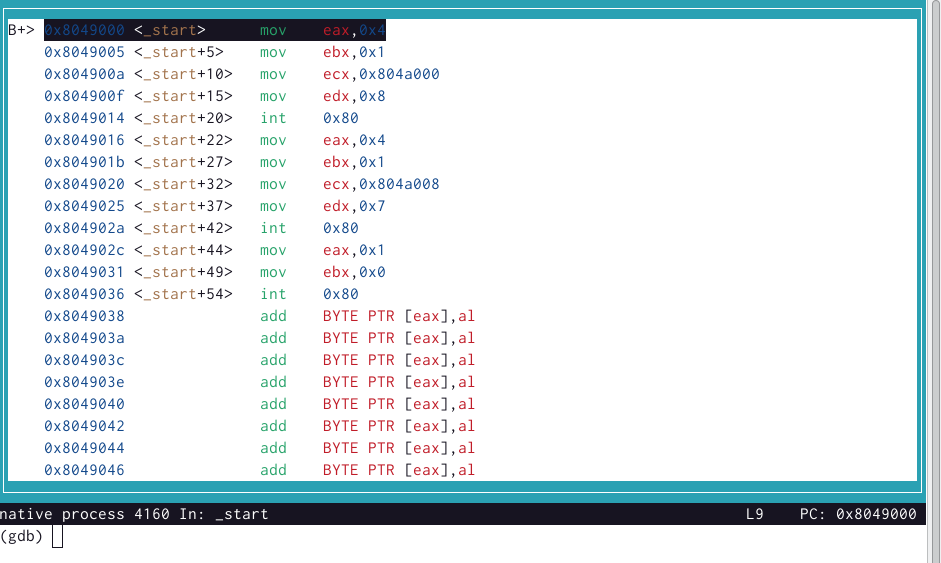 B+> 0x8049000 <_start> mov eax,0x4
0x8049005 <_start+5> mov ebx,0x1
0x804900a <_start+10> mov ecx,0x804a000
0x804900f <_start+15> mov edx,0x8
0x8049014 <_start+20> int 0x80
0x8049016 <_start+22> mov eax,0x4
0x804901b <_start+27> mov ebx,0x1
0x8049020 <_start+32> mov ecx,0x804a008
0x8049025 <_start+37> mov edx,0x7
0x804902a <_start+42> int 0x80
0x804902c <_start+44> mov eax,0x1
0x8049031 <_start+49> mov ebx,0x0
0x8049036 <_start+54> int 0x80
0x8049038 add BYTE PTR [eax],al
0x804903a add BYTE PTR [eax],al
0x804903c add BYTE PTR [eax],al
0x804903e add BYTE PTR [eax],al
0x8049040 add BYTE PTR [eax],al
0x8049042 add BYTE PTR [eax],al
0x8049044 add BYTE PTR [eax],al
0x8049046 add BYTE PTR [eax],al
native process 4160 In: _start L9 PC: 0x8049000
(gdb)